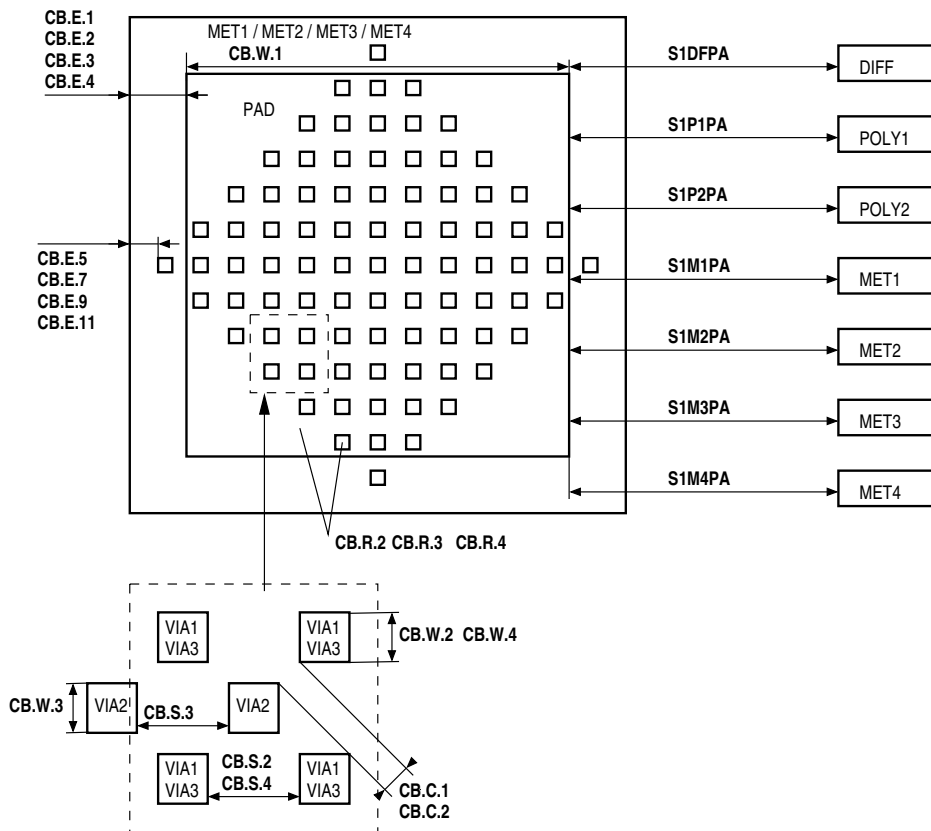 CB.E.1
CB.E.2
CB.E.3
CB.E.4
MET1 / MET2 / MET3 / MET4
CB.W.1
PAD
S1DFPA
DIFF
S1P1PA
POLY1
S1P2PA
POLY2
CB.E.5
CB.E.7
CB.E.9
CB.E.11
S1M1PA
MET1
S1M2PA
MET2
S1M3PA
MET3
S1M4PA
MET4
CB.R.2 CB.R.3 CB.R.4
VIA1
VIA3
VIA1
VIA3
CB.W.2 CB.W.4
CB.W.3
VIA2
CB.S.3
VIA2
VIA1
VIA3
CB.S.2
CB.S.4
VIA1
VIA3
CB.C.1
CB.C.2